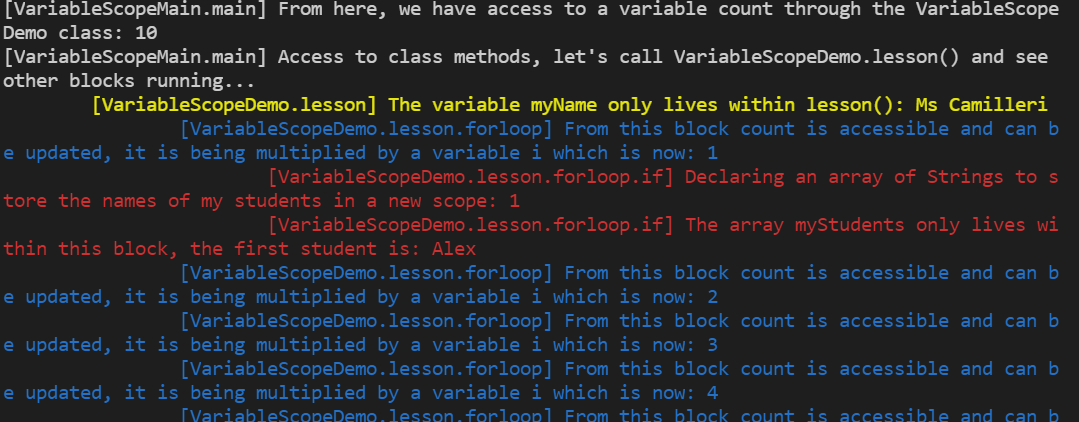 [VariableScopeMain.main] From here, we have access to a variable count through the VariableScope
Demo class: 10
[VariableScopeMain.main] Access to class methods, let's call VariableScopeDemo.lesson() and see
other blocks running...
[VariableScopeDemo.lesson] The variable myName only lives within lesson(): Ms Camilleri
[VariableScopeDemo.lesson.forloop] From this block count is accessible and can b
e updated, it is being multiplied by a variable i which is now: 1
[VariableScopeDemo.lesson.forloop.if] Declaring an array of Strings to s
tore the names of my students in a new scope: 1
[VariableScopeDemo.lesson.forloop.if] The array myStudents only lives wi
thin this block, the first student is: Alex
[VariableScopeDemo.lesson.forloop] From this block count is accessible and can b
e updated, it is being multiplied by a variable i which is now: 2
[VariableScopeDemo.lesson.forloop] From this block count is accessible and can b
e updated, it is being multiplied by a variable i which is now: 3
[VariableScopeDemo.lesson.forloop] From this block count is accessible and can b
e updated, it is being multiplied by a variable i which is now: 4
[VariableScopeDemo.lesson.forloop] From this block count is accessible and can b